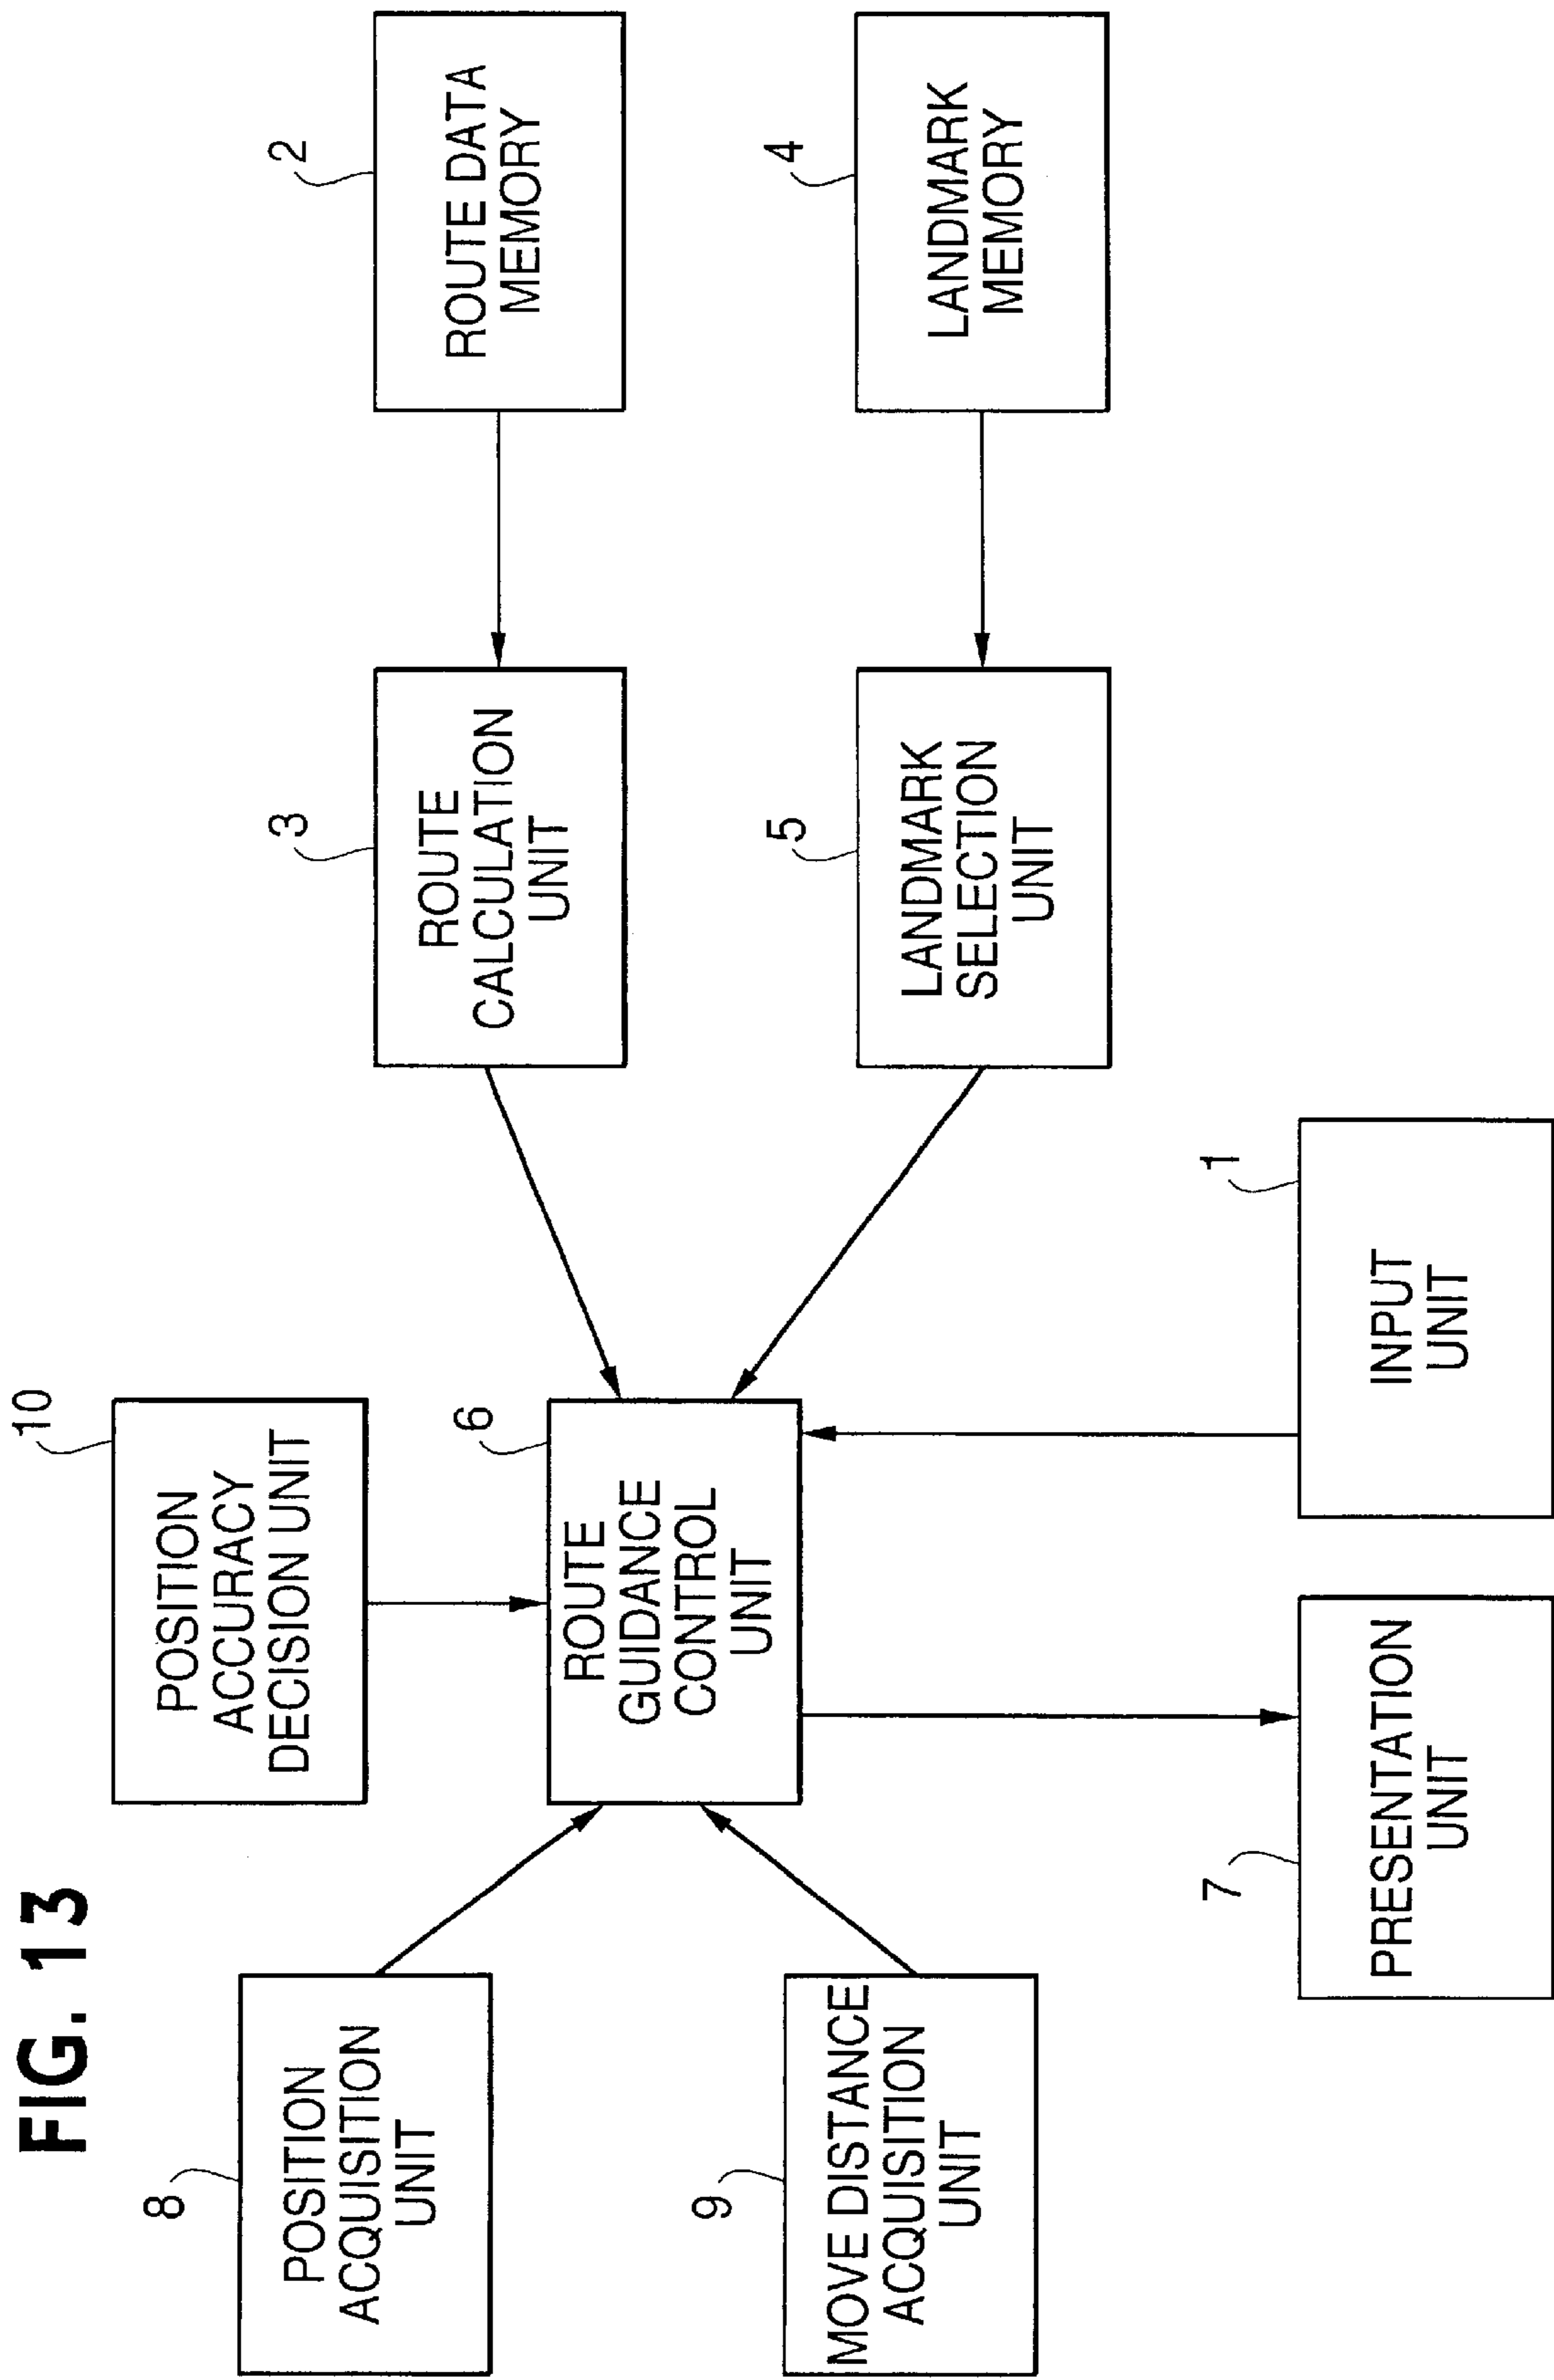 FIG. 13
10
POSITION
ACCURACY
DECISION UNIT
8
POSITION
ACQUISITION
UNIT
3
ROUTE
CALCULATION
UNIT
2
ROUTE DATA
MEMORY
6
ROUTE
GUIDANCE
CONTROL
UNIT
9
MOVE DISTANCE
ACQUISITION
UNIT
5
LANDMARK
SELECTION
UNIT
4
LANDMARK
MEMORY
7
PRESENTATION
UNIT
1
INPUT
UNIT